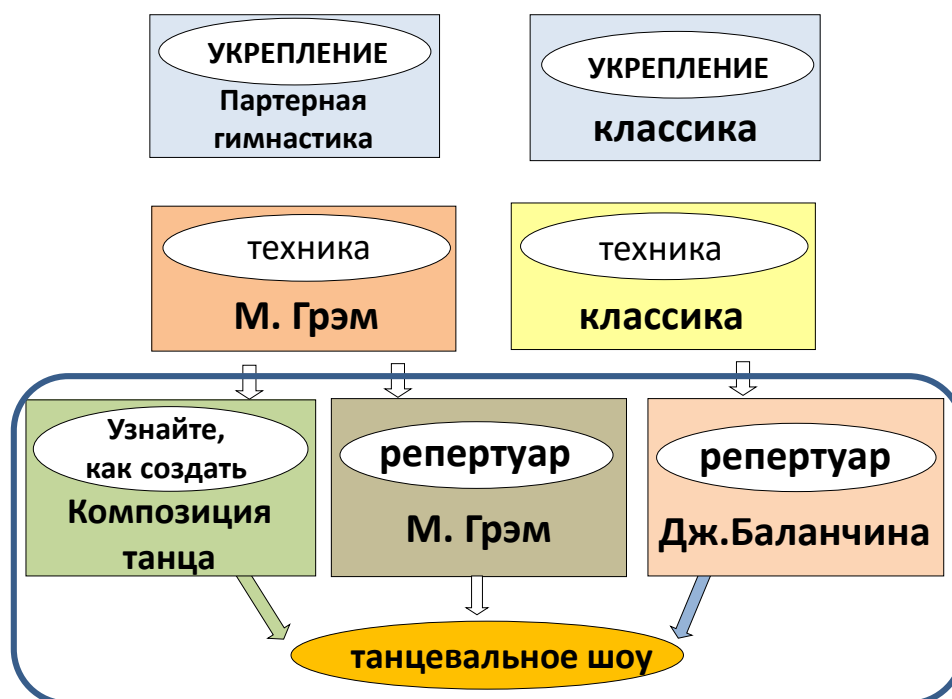 УКРЕПЛЕНИЕ
Партерная
гимнастика
УКРЕПЛЕНИЕ
классика
техника
М. Грэм
техника
классика
Узнайте,
как создать
Композиция
танца
репертуар
М. Грэм
репертуар
Дж.Баланчина
танцевальное шоу